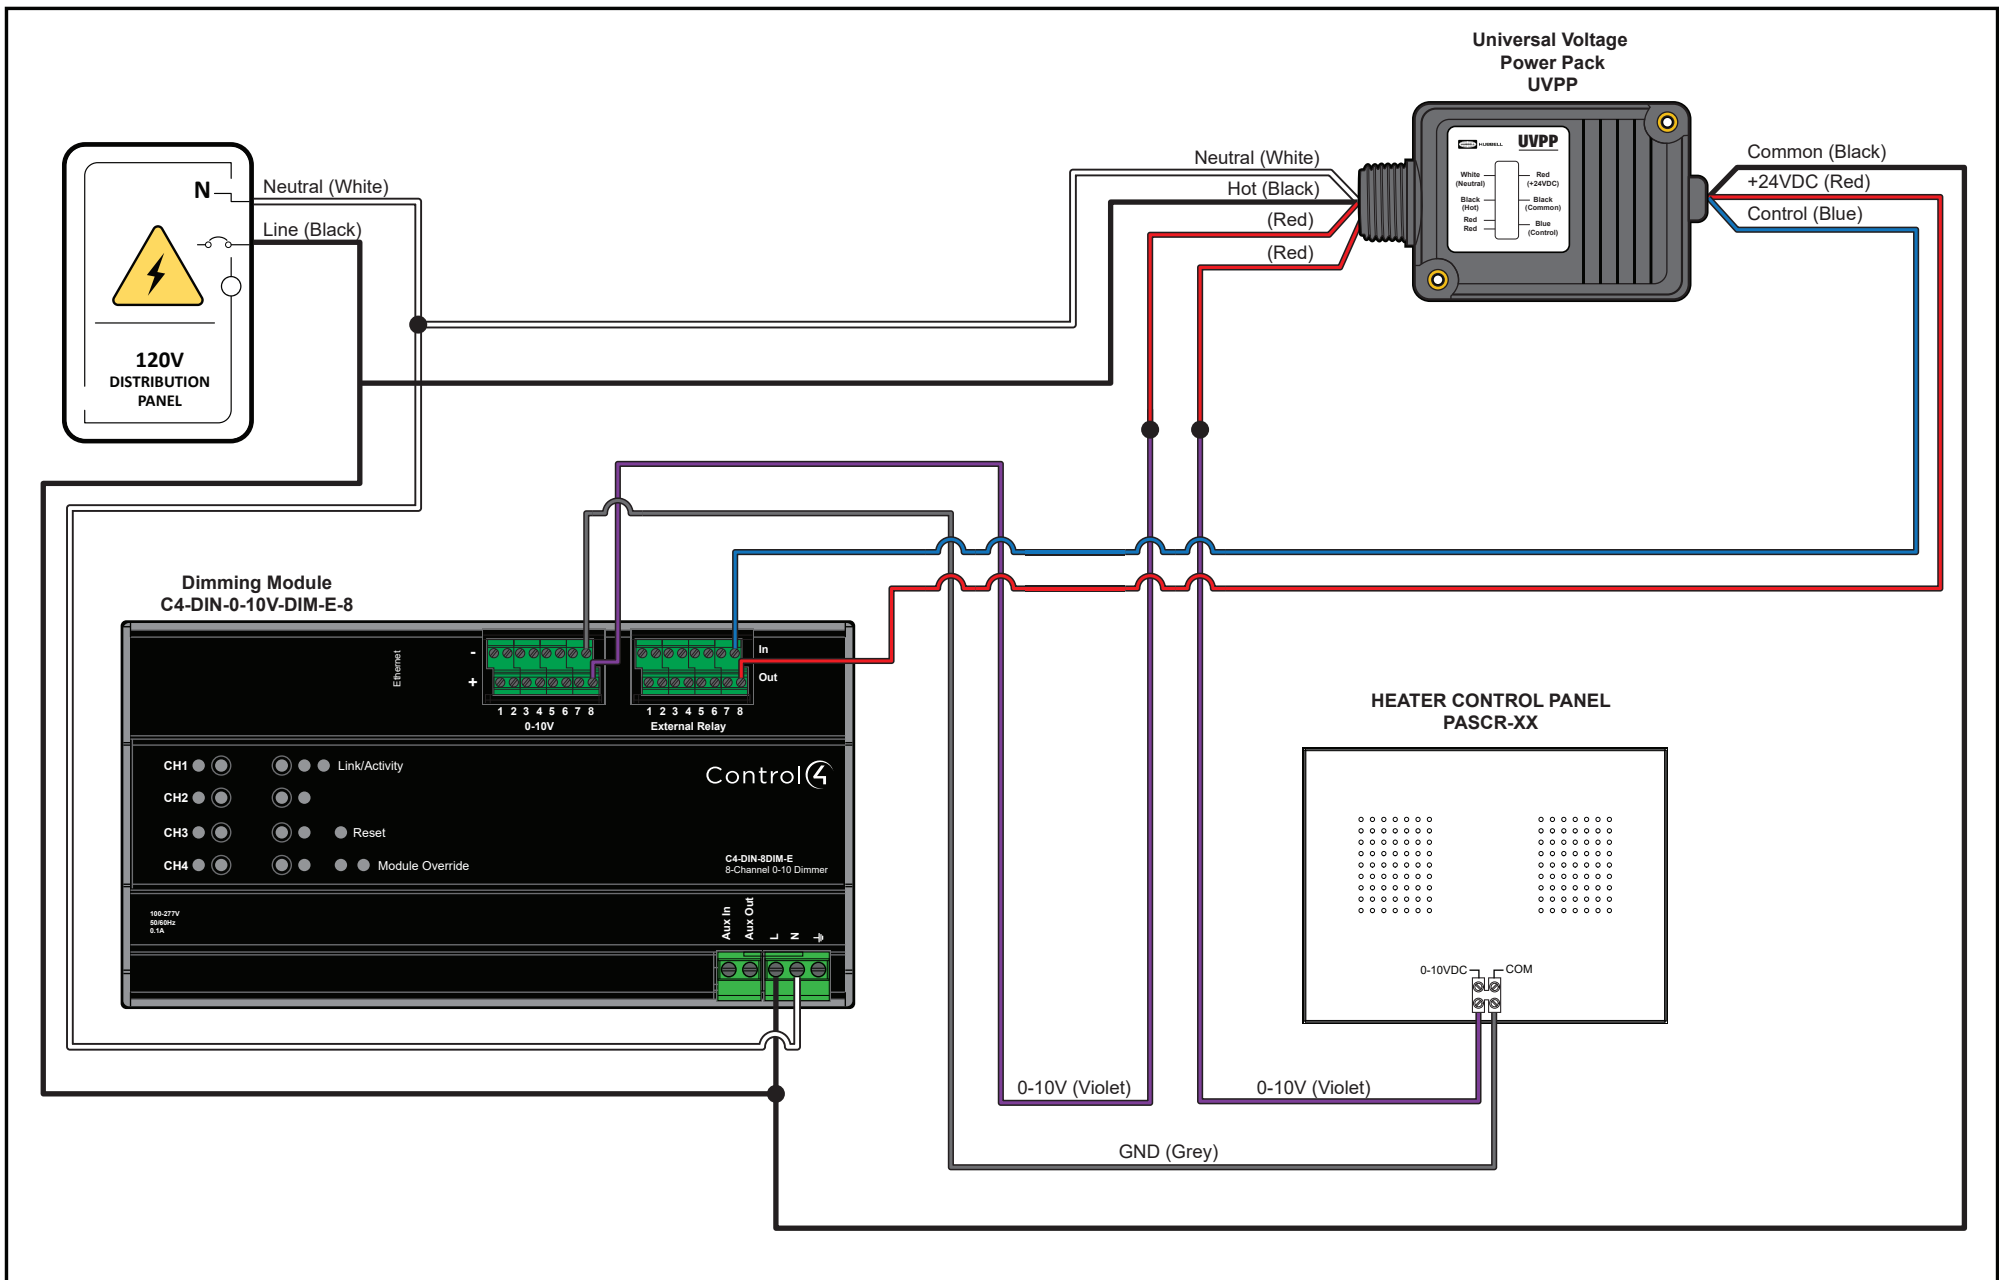 Universal Voltage
Power Pack
UVPP
HUBBELL
UVPP
White
(Neutral)
Red
(+24VDC)
Black
(Hot)
Black
(Common)
Red
Red
Blue
(Control)
Neutral (White)
Hot (Black)
(Red)
(Red)
Common (Black)
+24VDC (Red)
Control (Blue)
N
Neutral (White)
Line (Black)
120V
DISTRIBUTION
PANEL
Dimming Module
C4-DIN-0-10V-DIM-E-8
Ethernet
-
+
1 2 3 4 5 6 7 8
0-10V
In
Out
1 2 3 4 5 6 7 8
External Relay
CH1
Link/Activity
CH2
CH3
Reset
CH4
Module Override
Control4
C4-DIN-8DIM-E
8-Channel 0-10 Dimmer
100-277V
50/60Hz
0.1A
Aux In
Aux Out
L
N
HEATER CONTROL PANEL
PASCR-XX
0-10VDC
COM
0-10V (Violet)
0-10V (Violet)
GND (Grey)